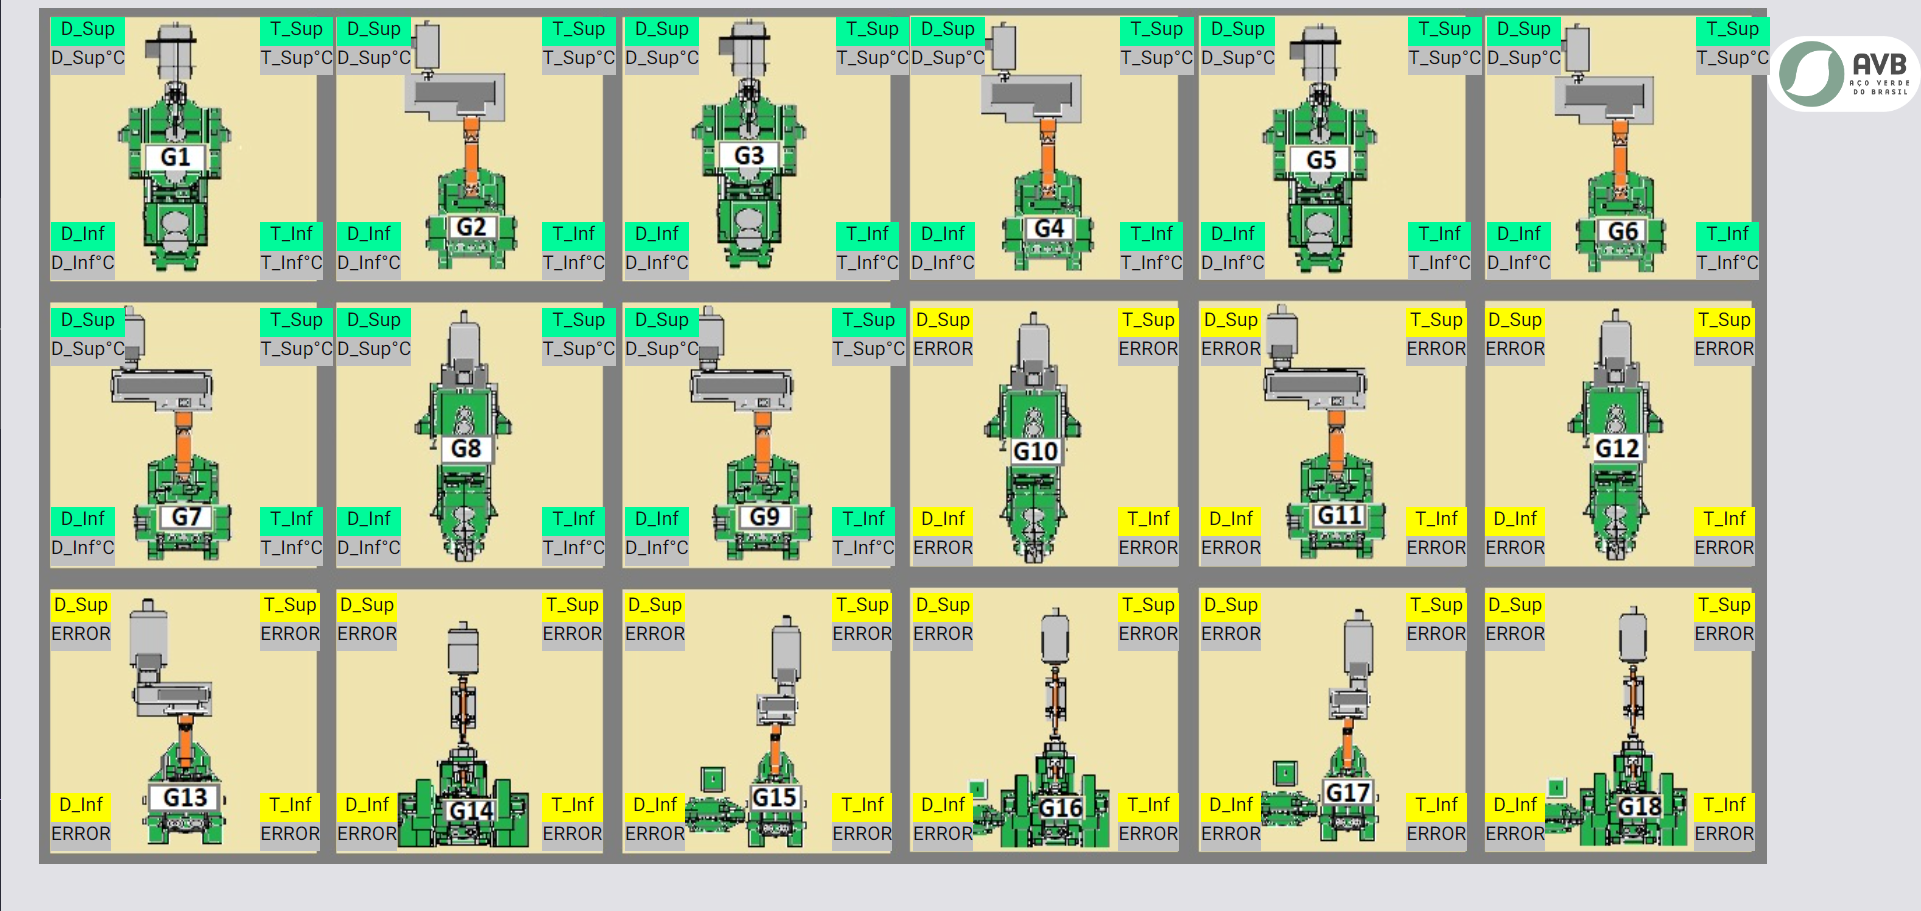 D_Sup T_Sup D_Sup T_Sup D_Sup T_Sup D_Sup T_Sup D_Sup T_Sup D_Sup T_Sup
D_Sup°C T_Sup°C D_Sup°C T_Sup°C D_Sup°C T_Sup°C D_Sup°C T_Sup°C D_Sup°C T_Sup°C D_Sup°C T_Sup°C
AVB
AÇO VERDE
DO BRASIL
G1 G3 G5
G2 G4 G6
D_Inf T_Inf D_Inf T_Inf D_Inf T_Inf D_Inf T_Inf D_Inf T_Inf D_Inf T_Inf
D_Inf°C T_Inf°C D_Inf°C T_Inf°C D_Inf°C T_Inf°C D_Inf°C T_Inf°C D_Inf°C T_Inf°C D_Inf°C T_Inf°C
D_Sup T_Sup D_Sup T_Sup D_Sup T_Sup D_Sup T_Sup D_Sup T_Sup D_Sup T_Sup
D_Sup°C T_Sup°C D_Sup°C T_Sup°C D_Sup°C T_Sup°C ERROR ERROR ERROR ERROR ERROR ERROR
G8 G10 G12
G7 G9 G11
D_Inf T_Inf D_Inf T_Inf D_Inf T_Inf D_Inf T_Inf D_Inf T_Inf D_Inf T_Inf
D_Inf°C T_Inf°C D_Inf°C T_Inf°C D_Inf°C T_Inf°C ERROR ERROR ERROR ERROR ERROR ERROR
D_Sup T_Sup D_Sup T_Sup D_Sup T_Sup D_Sup T_Sup D_Sup T_Sup D_Sup T_Sup
ERROR ERROR ERROR ERROR ERROR ERROR ERROR ERROR ERROR ERROR ERROR ERROR
G13 G14 G15 G16 G17 G18
D_Inf T_Inf D_Inf T_Inf D_Inf T_Inf D_Inf T_Inf D_Inf T_Inf D_Inf T_Inf
ERROR ERROR ERROR ERROR ERROR ERROR ERROR ERROR ERROR ERROR ERROR ERROR